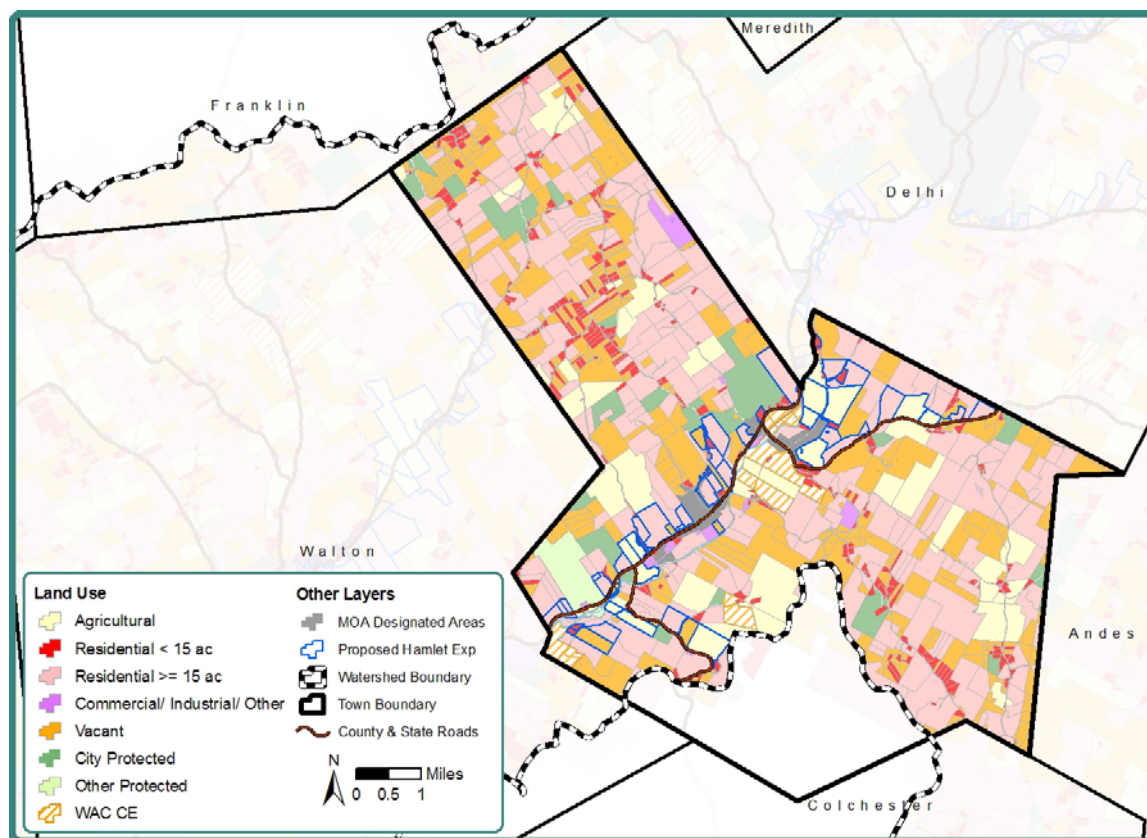 Meredith
Franklin
Delhi
Walton
Andes
Colchester
Land Use
Agricultural
Residential < 15 ac
Residential >= 15 ac
Commercial/ Industrial/ Other
Vacant
City Protected
Other Protected
WAC CE
Other Layers
MOA Designated Areas
Proposed Hamlet Exp
Watershed Boundary
Town Boundary
County & State Roads
N
Miles
0 0.5 1